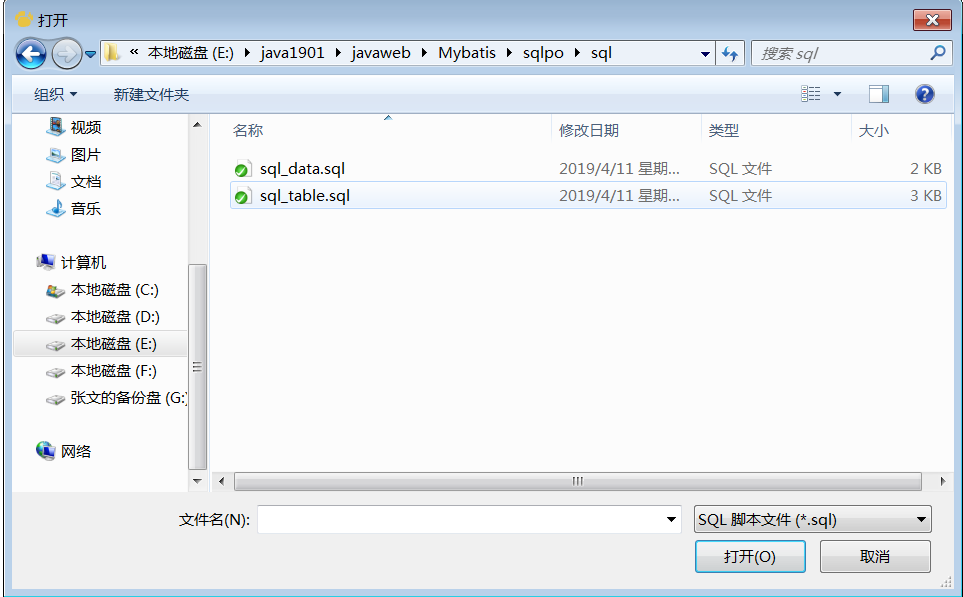 打开
« 本地磁盘 (E:) java1901 javaweb Mybatis sqlpo sql 搜索 sql
组织 新建文件夹
视频
图片
文档
音乐
计算机
本地磁盘 (C:)
本地磁盘 (D:)
本地磁盘 (E:)
本地磁盘 (F:)
张文的备份盘 (G:)
网络
名称 修改日期 类型 大小
sql_data.sql 2019/4/11 星期... SQL 文件 2 KB
sql_table.sql 2019/4/11 星期... SQL 文件 3 KB
文件名(N): SQL 脚本文件 (*.sql)
打开(O) 取消